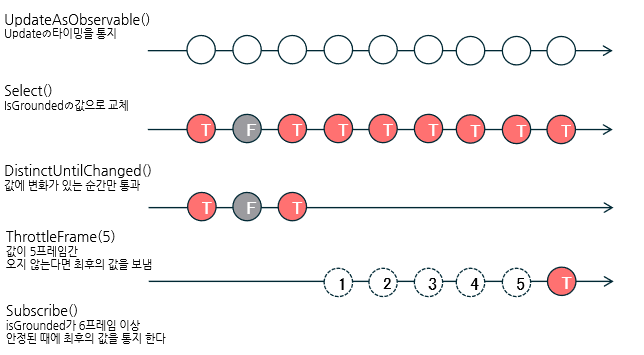 UpdateAsObservable()
Updateの타이밍을 통지
Select()
IsGroundedの값으로 교체
T F T T T T T T T
DistinctUntilChanged()
값에 변화가 있는 순간만 통과
T F T
ThrottleFrame(5)
값이 5프레임간
오지 않는다면 최후의 값을 보냄
1 2 3 4 5 T
Subscribe()
isGrounded가 6프레임 이상
안정된 때에 최후의 값을 통지 한다